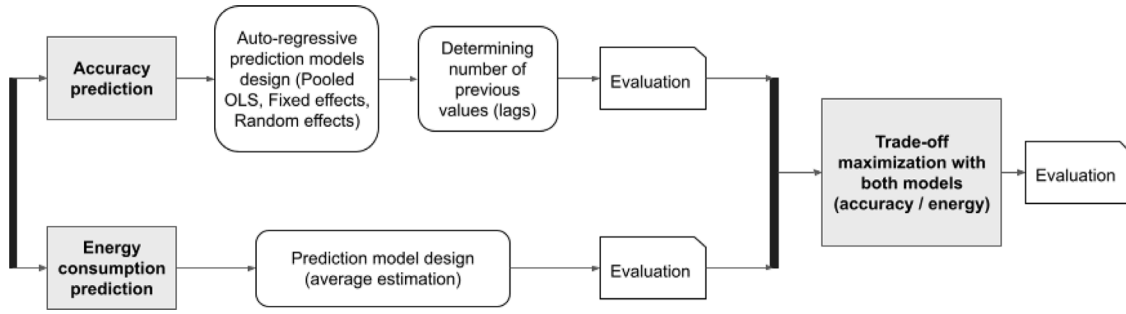 Accuracy
prediction
Auto-regressive
prediction models
design (Pooled
OLS, Fixed effects,
Random effects)
Determining
number of
previous
values (lags)
Evaluation
Energy
consumption
prediction
Prediction model design
(average estimation)
Evaluation
Trade-off
maximization with
both models
(accuracy / energy)
Evaluation